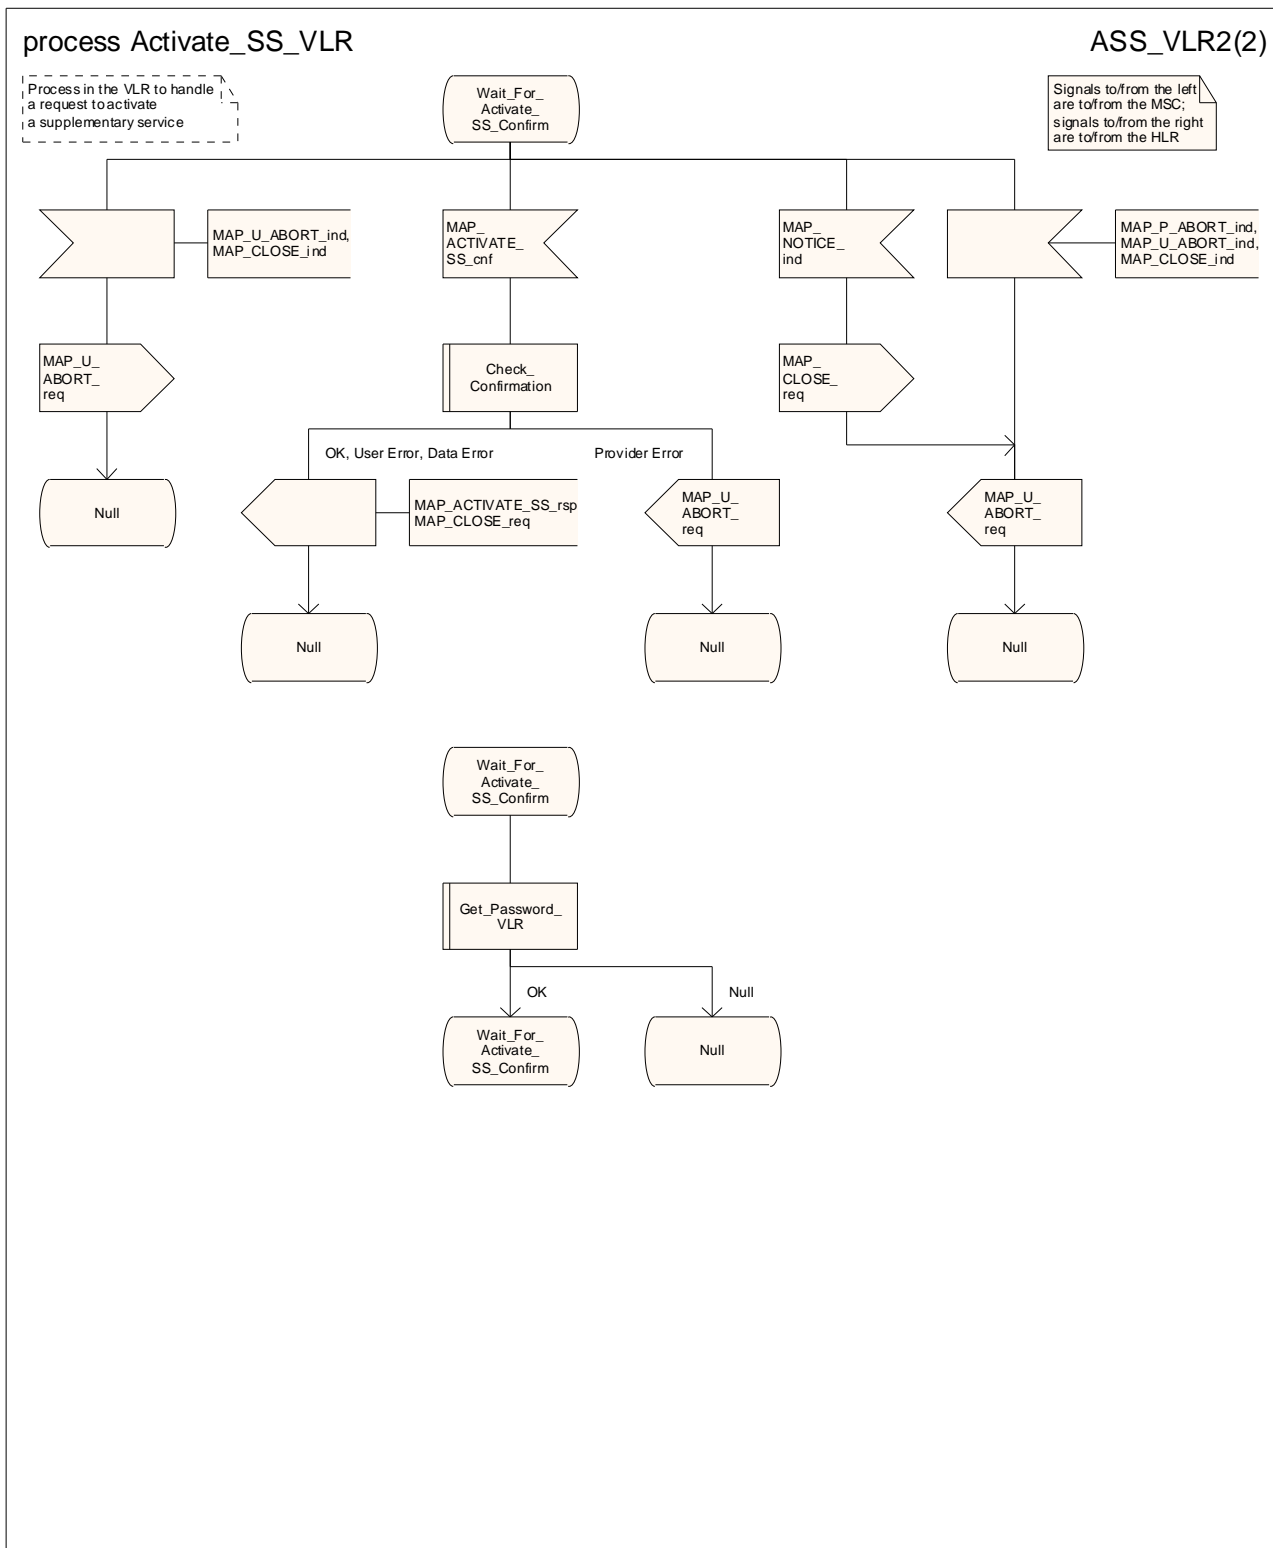 process Activate_SS_VLR
ASS_VLR2(2)
Process in the VLR to handle
a request to activate
a supplementary service
Wait_For_
Activate_
SS_Confirm
Signals to/from the left
are to/from the MSC;
signals to/from the right
are to/from the HLR
MAP_U_ABORT_ind,
MAP_CLOSE_ind
MAP_
ACTIVATE_
SS_cnf
MAP_
NOTICE_
ind
MAP_P_ABORT_ind,
MAP_U_ABORT_ind,
MAP_CLOSE_ind
MAP_U_
ABORT_
req
Check_
Confirmation
MAP_
CLOSE_
req
OK, User Error, Data Error
Provider Error
Null
MAP_ACTIVATE_SS_rsp
MAP_CLOSE_req
MAP_U_
ABORT_
req
MAP_U_
ABORT_
req
Null
Null
Null
Wait_For_
Activate_
SS_Confirm
Get_Password_
VLR
OK
Null
Wait_For_
Activate_
SS_Confirm
Null